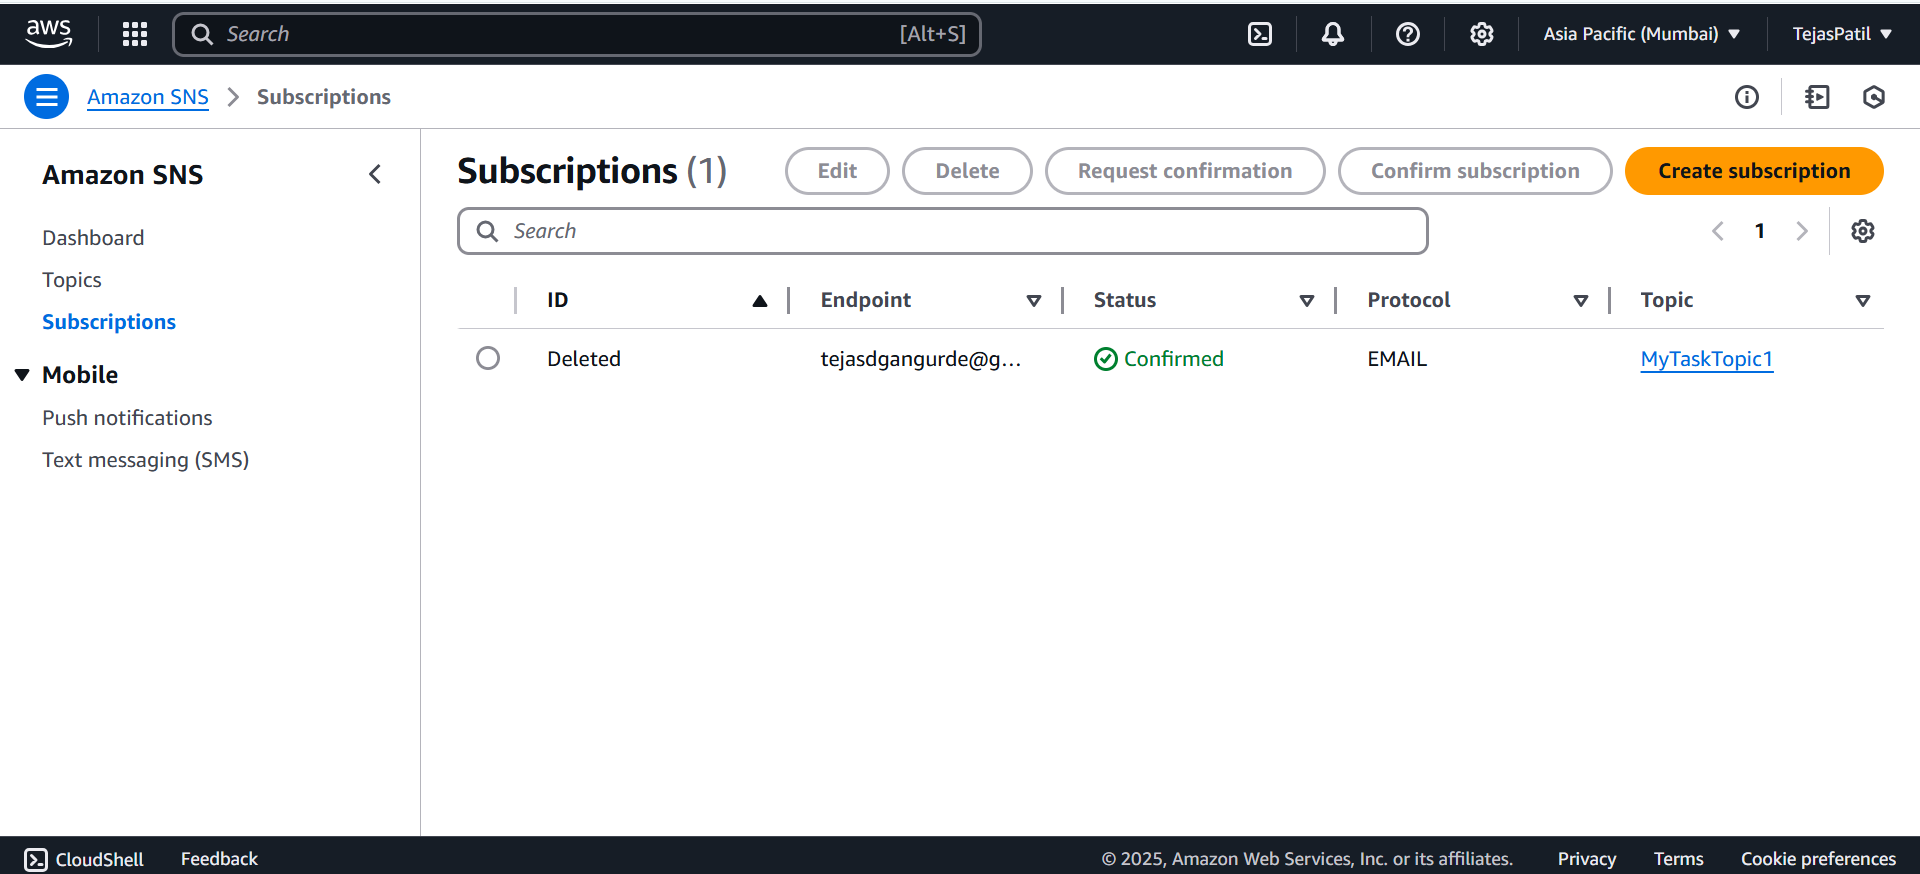 aws Search [Alt+S] Asia Pacific (Mumbai) TejasPatil
Amazon SNS Subscriptions
Amazon SNS
Dashboard
Topics
Subscriptions
Mobile
Push notifications
Text messaging (SMS)
Subscriptions (1) Edit Delete Request confirmation Confirm subscription Create subscription
Search 1
ID Endpoint Status Protocol Topic
Deleted tejasdgangurde@g... Confirmed EMAIL MyTaskTopic1
CloudShell Feedback © 2025, Amazon Web Services, Inc. or its affiliates. Privacy Terms Cookie preferences